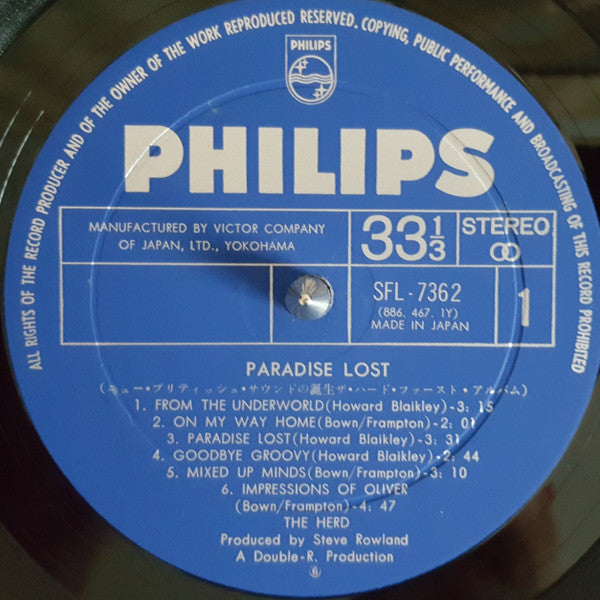 ALL RIGHTS OF THE RECORD PRODUCER AND OF THE OWNER OF THE WORK REPRODUCED RESERVED. COPYING, PUBLIC PERFORMANCE AND BROADCASTING OF THIS RECORD PROHIBITED
PHILIPS
PHILIPS
MANUFACTURED BY VICTOR COMPANY
OF JAPAN, LTD., YOKOHAMA
33 1/3
STEREO
SFL-7362
(886. 467. 1Y)
MADE IN JAPAN
1
PARADISE LOST
(ニュー・ブリティッシュ・サウンドの誕生ザ・ハード・ファースト・アルバム)
1. FROM THE UNDERWORLD(Howard Blaikley)-3: 15
2. ON MY WAY HOME(Bown/Frampton)-2: 01
3. PARADISE LOST(Howard Blaikley)-3: 31
4. GOODBYE GROOVY(Howard Blaikley)-2: 44
5. MIXED UP MINDS(Bown/Frampton)-3: 10
6. IMPRESSIONS OF OLIVER
(Bown/Frampton)-4: 47
THE HERD
Produced by Steve Rowland
A Double-R. Production
⑥